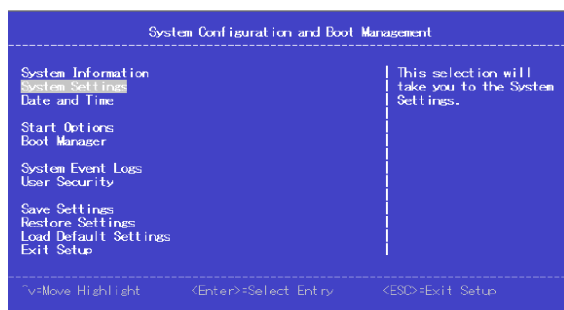 System Configuration and Boot Management
System Information
System Settings
Date and Time
Start Options
Boot Manager
System Event Logs
User Security
Save Settings
Restore Settings
Load Default Settings
Exit Setup
This selection will
take you to the System
Settings.
^v=Move Highlight <Enter>=Select Entry <ESC>=Exit Setup